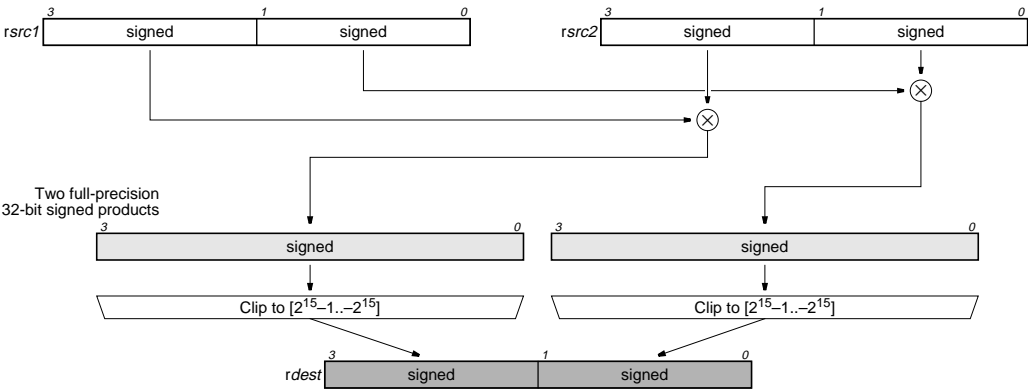 3 1 0 3 1 0
rsrc1 signed signed rsrc2 signed signed
Two full-precision
32-bit signed products
3 0 3 0
signed signed
Clip to [2¹⁵–1..–2¹⁵] Clip to [2¹⁵–1..–2¹⁵]
3 1 0
rdest signed signed